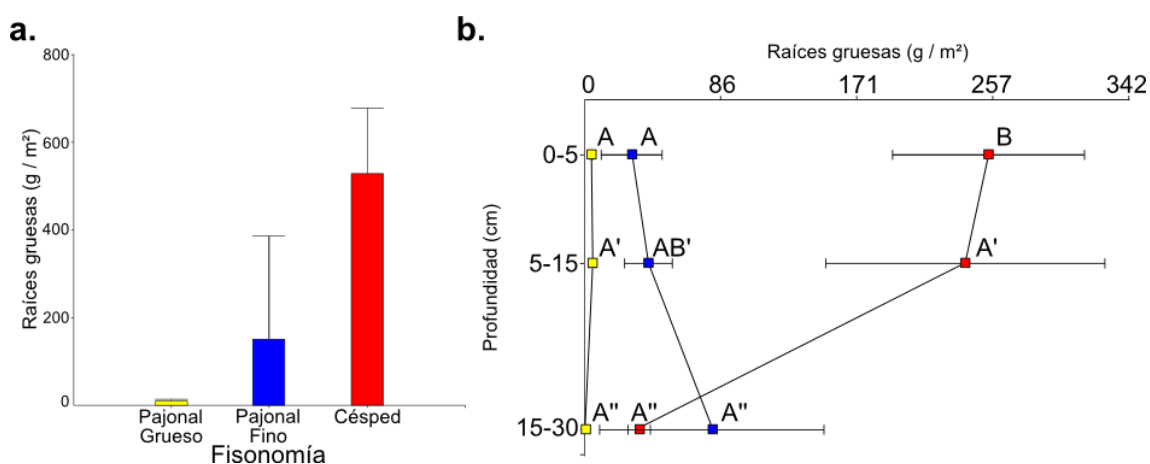 a.
800
600
400
200
0
Raíces gruesas (g / m²)
Pajonal Grueso
Pajonal Fino
Césped
Fisonomía
b.
Raíces gruesas (g / m²)
0 86 171 257 342
Profundidad (cm)
0-5 A A B
5-15 A' AB' A'
15-30 A" A" A"